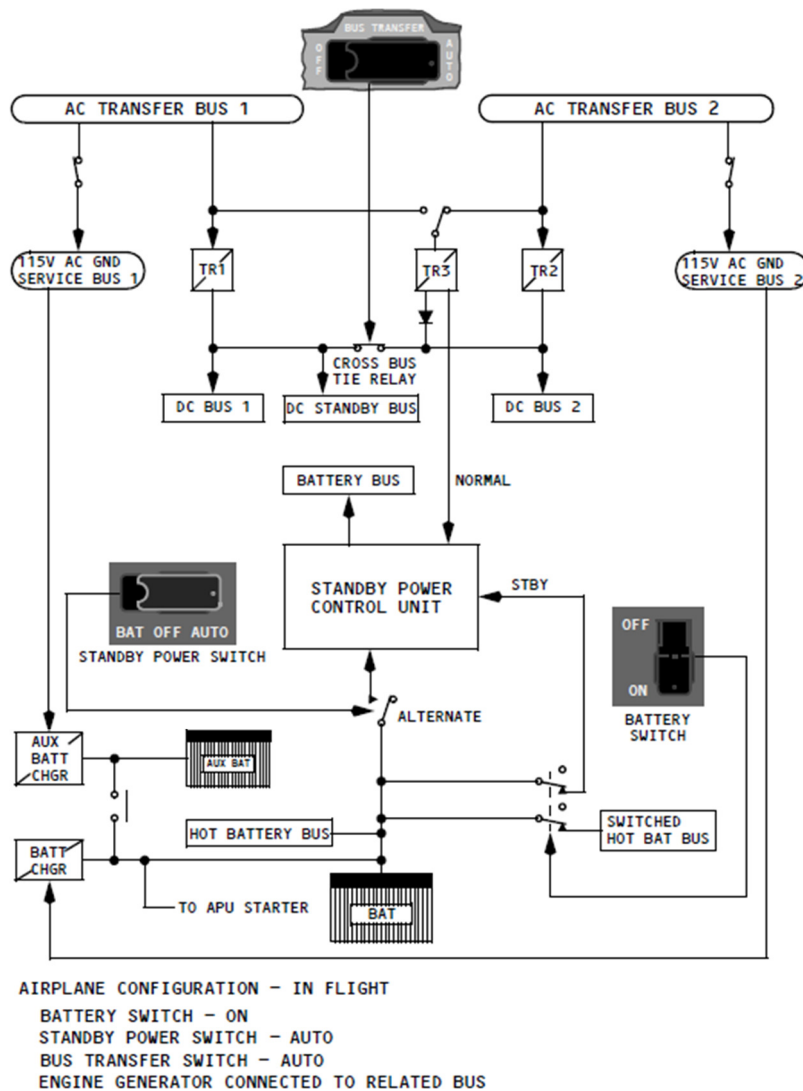 BUS TRANSFER
OFF
AUTO
AC TRANSFER BUS 1
AC TRANSFER BUS 2
115V AC GND
SERVICE BUS 1
TR1
TR3
TR2
115V AC GND
SERVICE BUS 2
CROSS BUS
TIE RELAY
DC BUS 1
DC STANDBY BUS
DC BUS 2
BATTERY BUS
NORMAL
STANDBY POWER
CONTROL UNIT
STBY
BAT OFF AUTO
STANDBY POWER SWITCH
OFF
ON
BATTERY
SWITCH
ALTERNATE
AUX
BATT
CHGR
AUX BAT
HOT BATTERY BUS
SWITCHED
HOT BAT BUS
BATT
CHGR
TO APU STARTER
BAT
AIRPLANE CONFIGURATION - IN FLIGHT
BATTERY SWITCH - ON
STANDBY POWER SWITCH - AUTO
BUS TRANSFER SWITCH - AUTO
ENGINE GENERATOR CONNECTED TO RELATED BUS